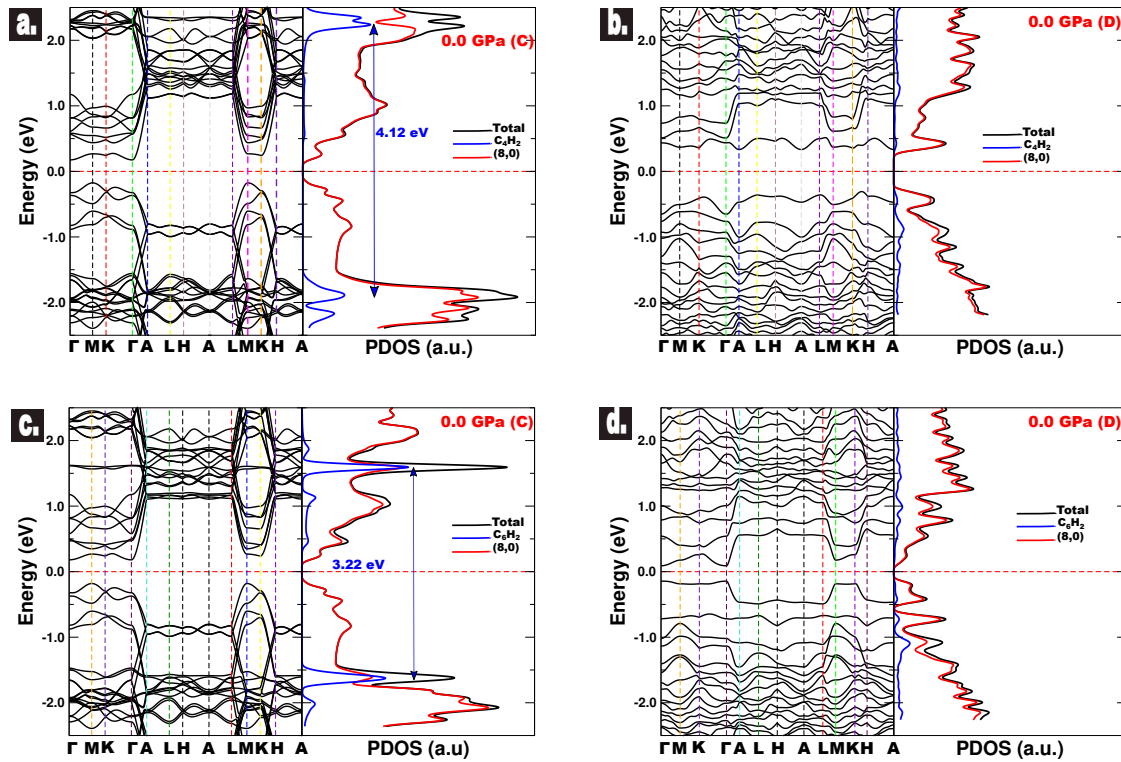 a.
0.0 GPa (C)
Energy (eV)
2.0
1.0
0.0
-1.0
-2.0
4.12 eV
Total
C₄H₂
(8,0)
Γ M K Γ A L H A L M K H A
PDOS (a.u.)
b.
0.0 GPa (D)
Energy (eV)
2.0
1.0
0.0
-1.0
-2.0
Total
C₄H₂
(8,0)
Γ M K Γ A L H A L M K H A
PDOS (a.u.)
c.
0.0 GPa (C)
Energy (eV)
2.0
1.0
0.0
-1.0
-2.0
3.22 eV
Total
C₆H₂
(8,0)
Γ M K Γ A L H A L M K H A
PDOS (a.u)
d.
0.0 GPa (D)
Energy (eV)
2.0
1.0
0.0
-1.0
-2.0
Total
C₆H₂
(8,0)
Γ M K Γ A L H A L M K H A
PDOS (a.u.)